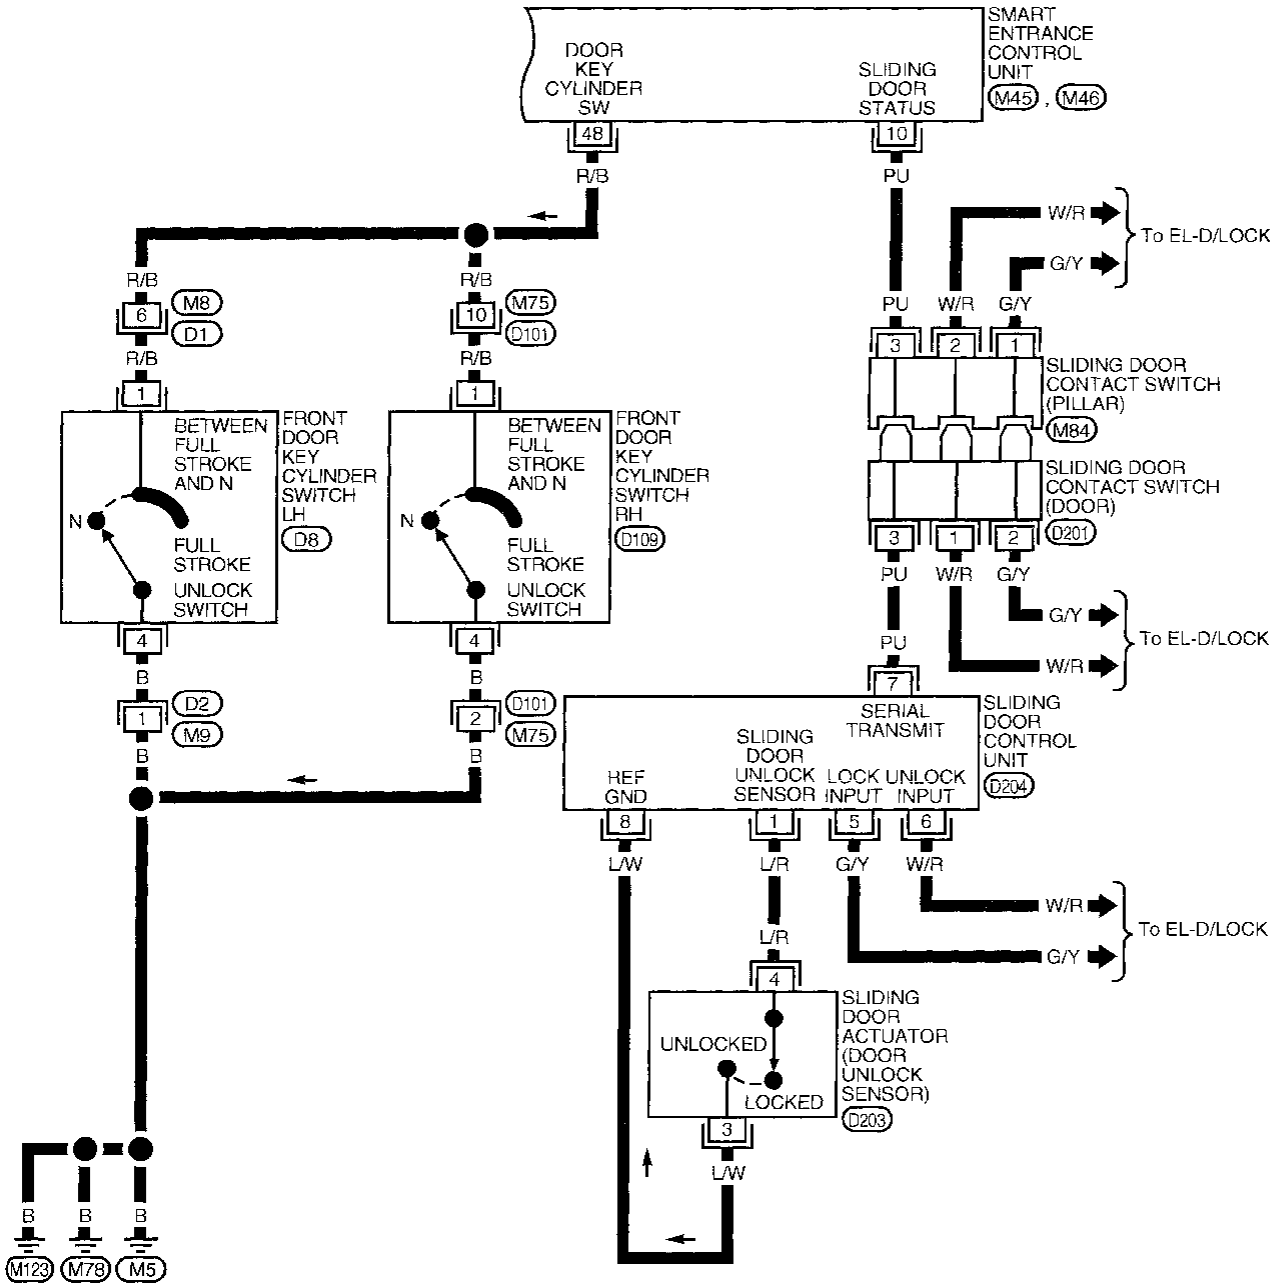 SMART
ENTRANCE
CONTROL
UNIT
M45 , M46
DOOR
KEY
CYLINDER
SW
SLIDING
DOOR
STATUS
48
10
R/B
PU
W/R
G/Y
To EL-D/LOCK
R/B
R/B
PU
W/R
G/Y
6
M8
D1
10
M75
D101
R/B
R/B
3
2
1
SLIDING DOOR
CONTACT SWITCH
(PILLAR)
M84
1
1
BETWEEN
FULL
STROKE
AND N
N
FULL
STROKE
UNLOCK
SWITCH
FRONT
DOOR
KEY
CYLINDER
SWITCH
LH
D8
BETWEEN
FULL
STROKE
AND N
N
FULL
STROKE
UNLOCK
SWITCH
FRONT
DOOR
KEY
CYLINDER
SWITCH
RH
D109
SLIDING DOOR
CONTACT SWITCH
(DOOR)
D201
3
1
2
PU
W/R
G/Y
G/Y
W/R
To EL-D/LOCK
PU
4
4
B
B
1
D2
M9
2
D101
M75
B
B
7
SERIAL
TRANSMIT
SLIDING
DOOR
CONTROL
UNIT
D204
REF
GND
SLIDING
DOOR
UNLOCK
SENSOR
LOCK
INPUT
UNLOCK
INPUT
8
1
5
6
L/W
L/R
G/Y
W/R
W/R
G/Y
To EL-D/LOCK
L/R
4
UNLOCKED
LOCKED
SLIDING
DOOR
ACTUATOR
(DOOR
UNLOCK
SENSOR)
D203
3
L/W
B
B
B
M123
M78
M5